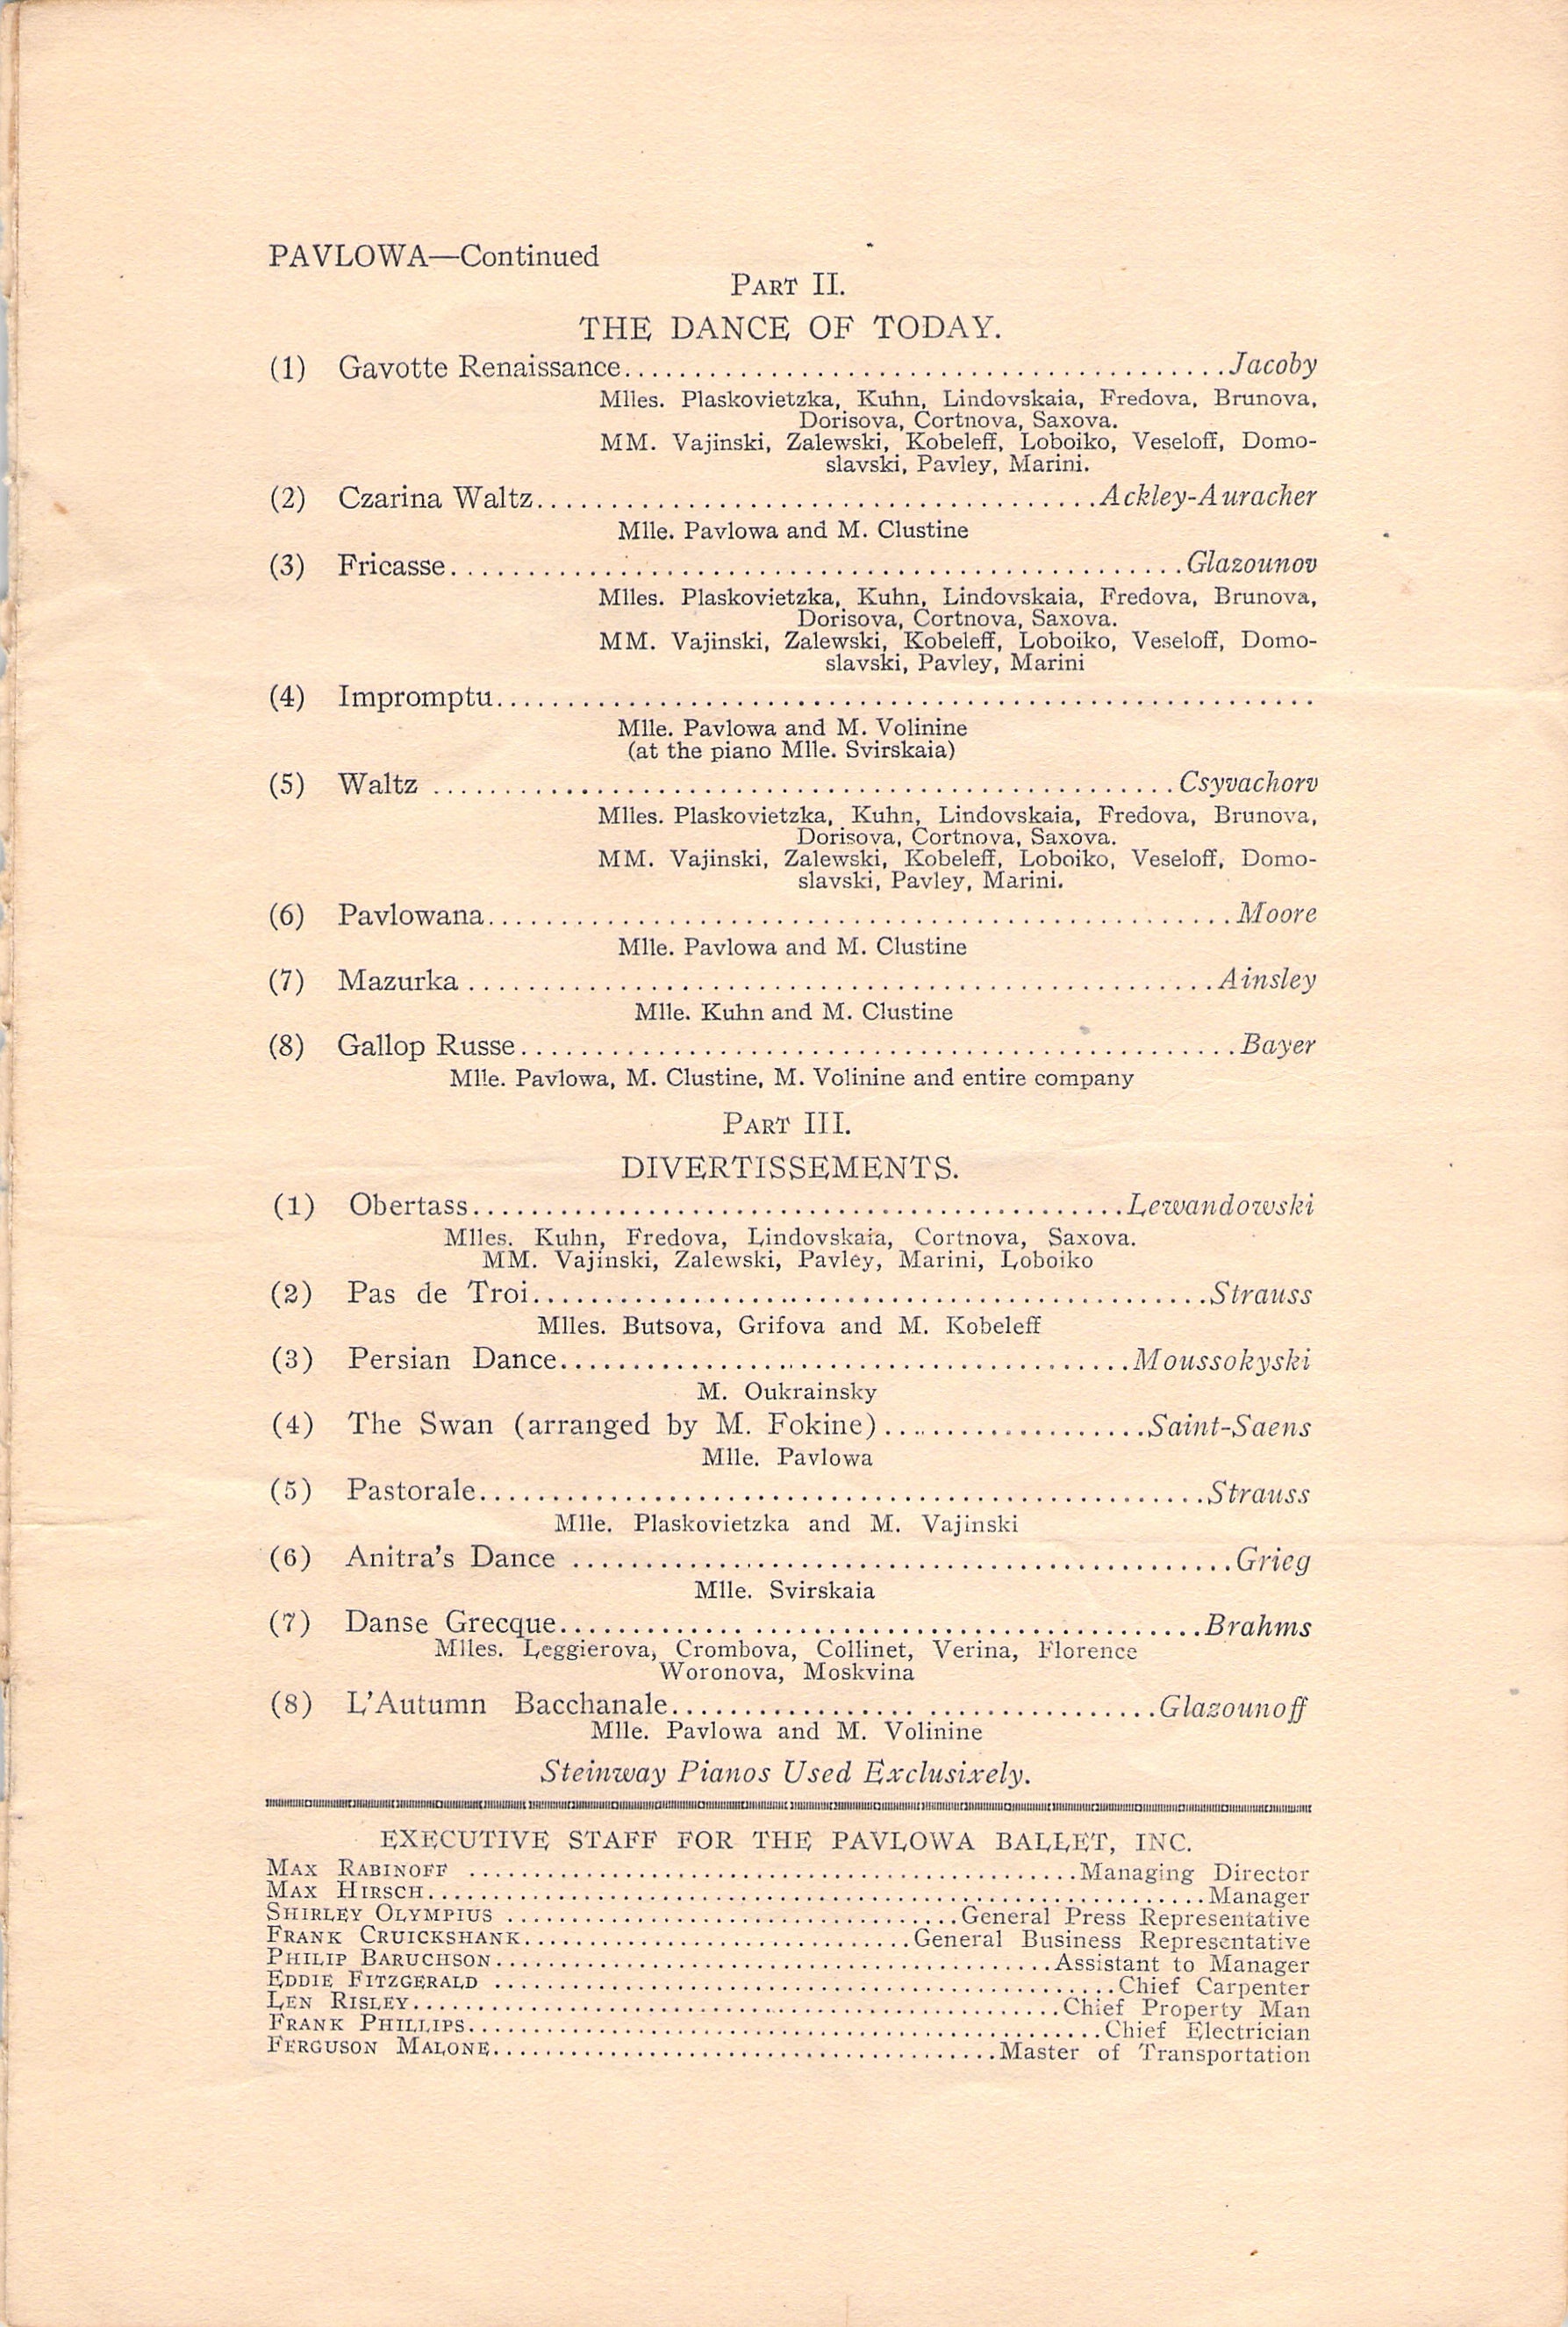 PAVLOWA—Continued
PART II.
THE DANCE OF TODAY.
(1) Gavotte Renaissance........................................Jacoby
Mlles. Plaskovietzka, Kuhn, Lindovskaia, Fredova, Brunova,
Dorisova, Cortnova, Saxova.
MM. Vajinski, Zalewski, Kobeleff, Loboiko, Veseloff, Domo-
slavski, Pavley, Marini.
(2) Czarina Waltz.....................................Ackley-Auracher
Mlle. Pavlowa and M. Clustine
(3) Fricasse................................................Glazounov
Mlles. Plaskovietzka, Kuhn, Lindovskaia, Fredova, Brunova,
Dorisova, Cortnova, Saxova.
MM. Vajinski, Zalewski, Kobeleff, Loboiko, Veseloff, Domo-
slavski, Pavley, Marini
(4) Impromptu......................................................
Mlle. Pavlowa and M. Volinine
(at the piano Mlle. Svirskaia)
(5) Waltz ................................................Csyvachorv
Mlles. Plaskovietzka, Kuhn, Lindovskaia, Fredova, Brunova,
Dorisova, Cortnova, Saxova.
MM. Vajinski, Zalewski, Kobeleff, Loboiko, Veseloff, Domo-
slavski, Pavley, Marini.
(6) Pavlowana.................................................Moore
Mlle. Pavlowa and M. Clustine
(7) Mazurka .................................................Ainsley
Mlle. Kuhn and M. Clustine
(8) Gallop Russe...............................................Bayer
Mlle. Pavlowa, M. Clustine, M. Volinine and entire company
PART III.
DIVERTISSEMENTS.
(1) Obertass...........................................Lewandowski
Mlles. Kuhn, Fredova, Lindovskaia, Cortnova, Saxova.
MM. Vajinski, Zalewski, Pavley, Marini, Loboiko
(2) Pas de Troi.............................................Strauss
Mlles. Butsova, Grifova and M. Kobeleff
(3) Persian Dance.....................................Moussokyski
M. Oukrainsky
(4) The Swan (arranged by M. Fokine)..................Saint-Saens
Mlle. Pavlowa
(5) Pastorale................................................Strauss
Mlle. Plaskovietzka and M. Vajinski
(6) Anitra's Dance ............................................Grieg
Mlle. Svirskaia
(7) Danse Grecque...........................................Brahms
Mlles. Leggierova, Crombova, Collinet, Verina, Florence
Woronova, Moskvina
(8) L'Autumn Bacchanale................................Glazounoff
Mlle. Pavlowa and M. Volinine
Steinway Pianos Used Exclusixely.
EXECUTIVE STAFF FOR THE PAVLOWA BALLET, INC.
MAX RABINOFF ...............................................Managing Director
MAX HIRSCH............................................................Manager
SHIRLEY OLYMPIUS ...................................General Press Representative
FRANK CRUICKSHANK..............................General Business Representative
PHILIP BARUCHSON...........................................Assistant to Manager
EDDIE FITZGERALD ................................................Chief Carpenter
LEN RISLEY..................................................Chief Property Man
FRANK PHILLIPS.................................................Chief Electrician
FERGUSON MALONE.......................................Master of Transportation